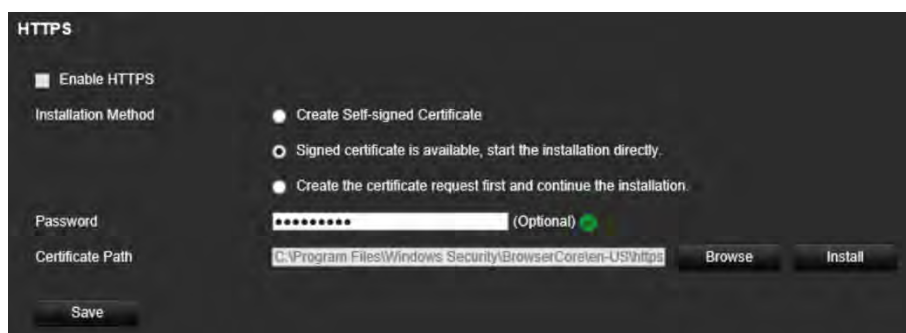 HTTPS
Enable HTTPS
Installation Method
Create Self-signed Certificate
Signed certificate is available, start the installation directly.
Create the certificate request first and continue the installation.
Password ●●●●●●●●● (Optional)
Certificate Path C:\Program Files\Windows Security\BrowserCore\en-US\https Browse Install
Save